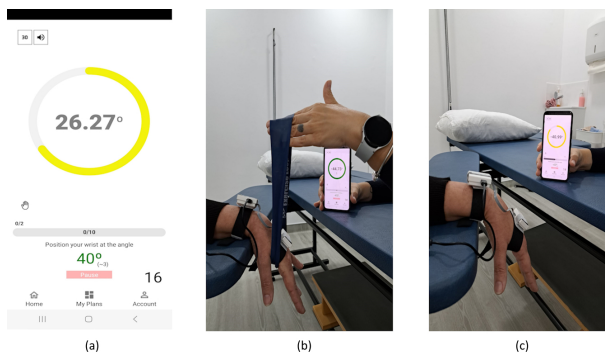 30
26.27°
0/2
0/10
Position your wrist at the angle
40° (−3)
Pause
16
Home My Plans Account
(a) (b) (c)